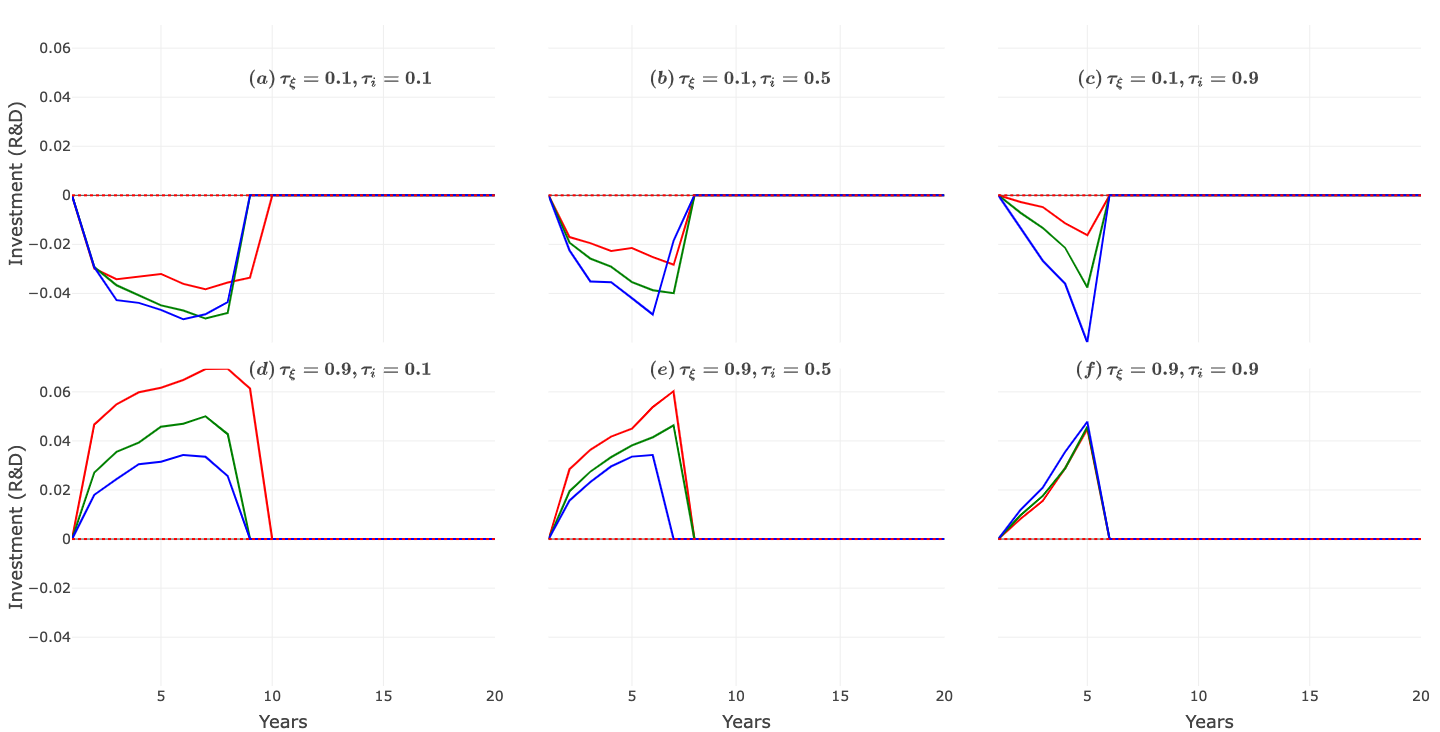 0.06
0.04
0.02
0
−0.02
−0.04
Investment (R&D)
(a) τξ = 0.1, τi = 0.1
(b) τξ = 0.1, τi = 0.5
(c) τξ = 0.1, τi = 0.9
0.06
0.04
0.02
0
−0.02
−0.04
Investment (R&D)
(d) τξ = 0.9, τi = 0.1
(e) τξ = 0.9, τi = 0.5
(f) τξ = 0.9, τi = 0.9
5 10 15 20
5 10 15 20
5 10 15 20
Years
Years
Years